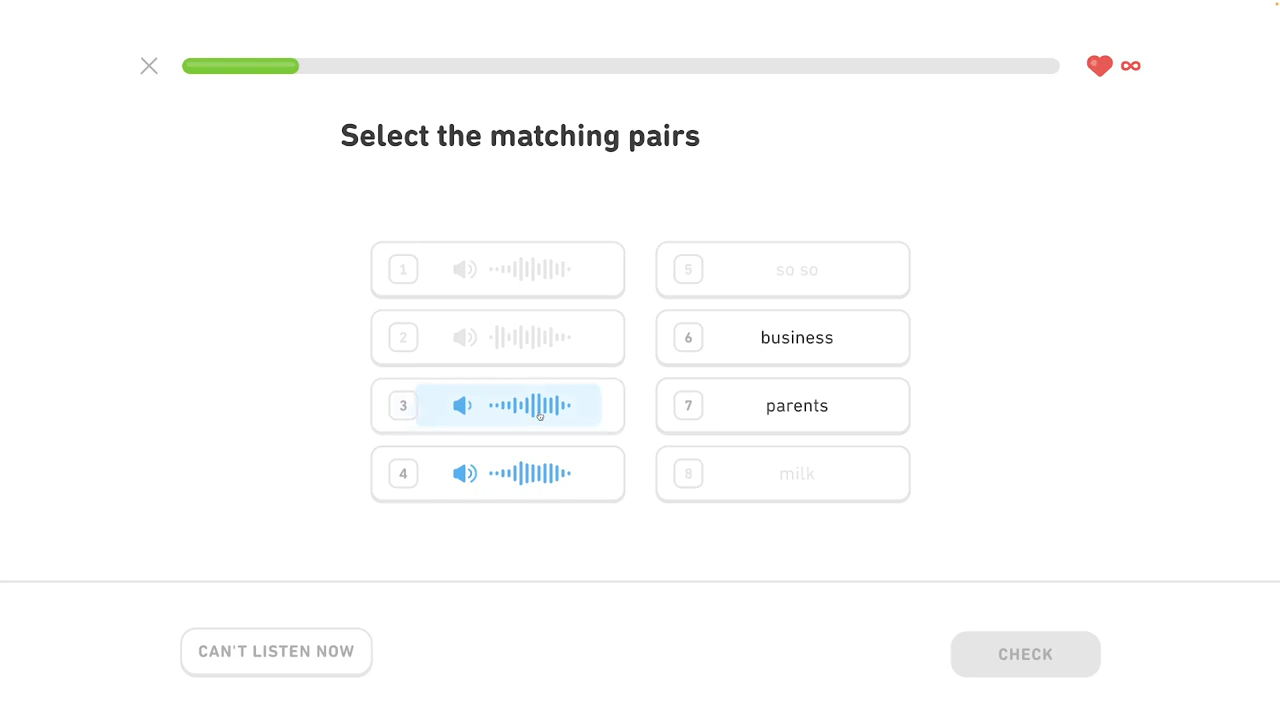 ∞
Select the matching pairs
1
5 so so
2
6 business
3
7 parents
4
8 milk
CAN'T LISTEN NOW
CHECK